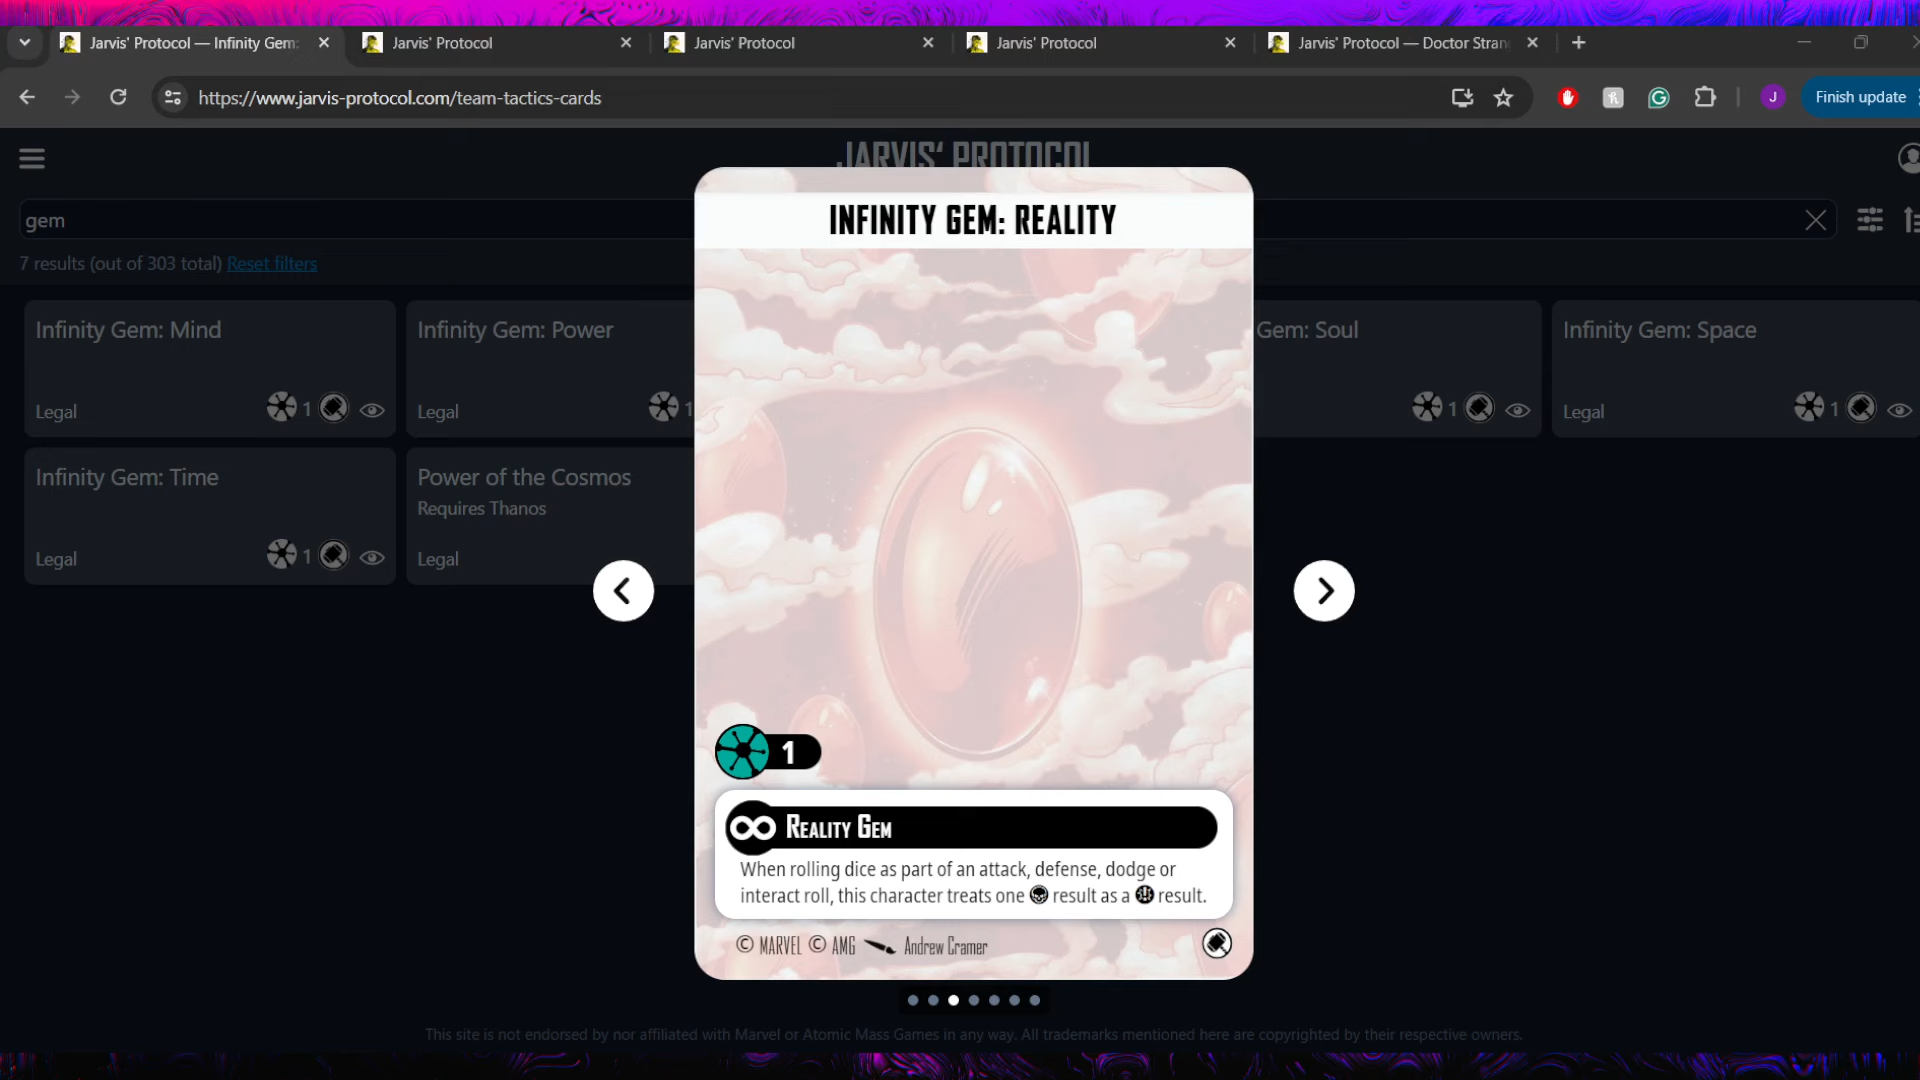 Jarvis' Protocol — Infinity Gem:
Jarvis' Protocol
Jarvis' Protocol
Jarvis' Protocol
Jarvis' Protocol — Doctor Stran
https://www.jarvis-protocol.com/team-tactics-cards
J
Finish update
JARVIS' PROTOCOL
gem
7 results (out of 303 total) Reset filters
Infinity Gem: Mind
Legal
1
Infinity Gem: Power
Legal
1
Gem: Soul
1
Infinity Gem: Space
Legal
1
Infinity Gem: Time
Legal
1
Power of the Cosmos
Requires Thanos
Legal
INFINITY GEM: REALITY
1
REALITY GEM
When rolling dice as part of an attack, defense, dodge or
interact roll, this character treats one result as a result.
© MARVEL © AMG Andrew Cramer
This site is not endorsed by nor affiliated with Marvel or Atomic Mass Games in any way. All trademarks mentioned here are copyrighted by their respective owners.